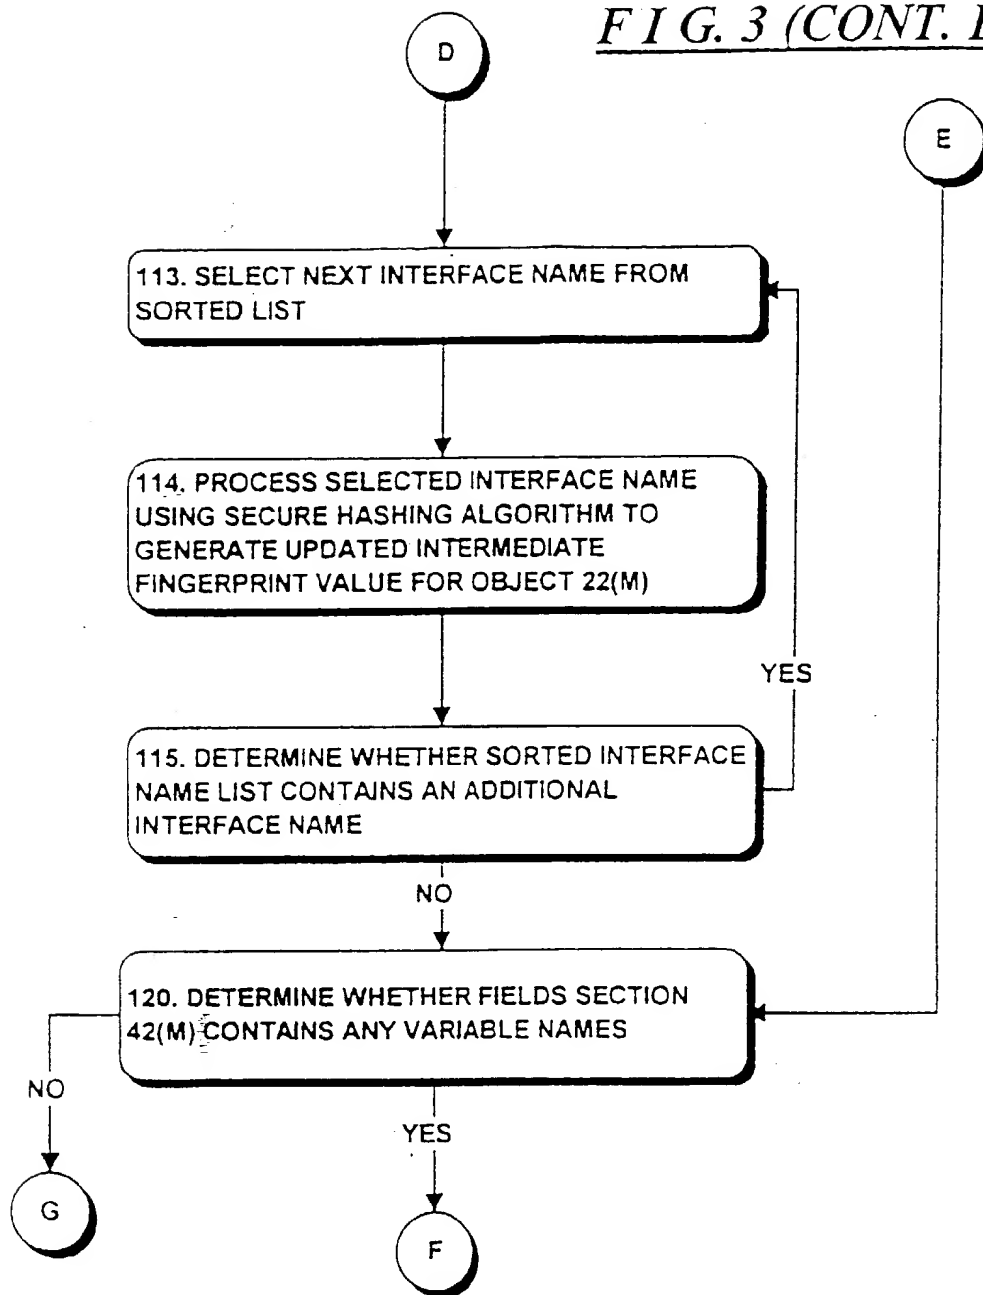 F I G. 3 (CONT.
D
E
113. SELECT NEXT INTERFACE NAME FROM
SORTED LIST
114. PROCESS SELECTED INTERFACE NAME
USING SECURE HASHING ALGORITHM TO
GENERATE UPDATED INTERMEDIATE
FINGERPRINT VALUE FOR OBJECT 22(M)
YES
115. DETERMINE WHETHER SORTED INTERFACE
NAME LIST CONTAINS AN ADDITIONAL
INTERFACE NAME
NO
120. DETERMINE WHETHER FIELDS SECTION
42(M) CONTAINS ANY VARIABLE NAMES
NO
YES
G
F